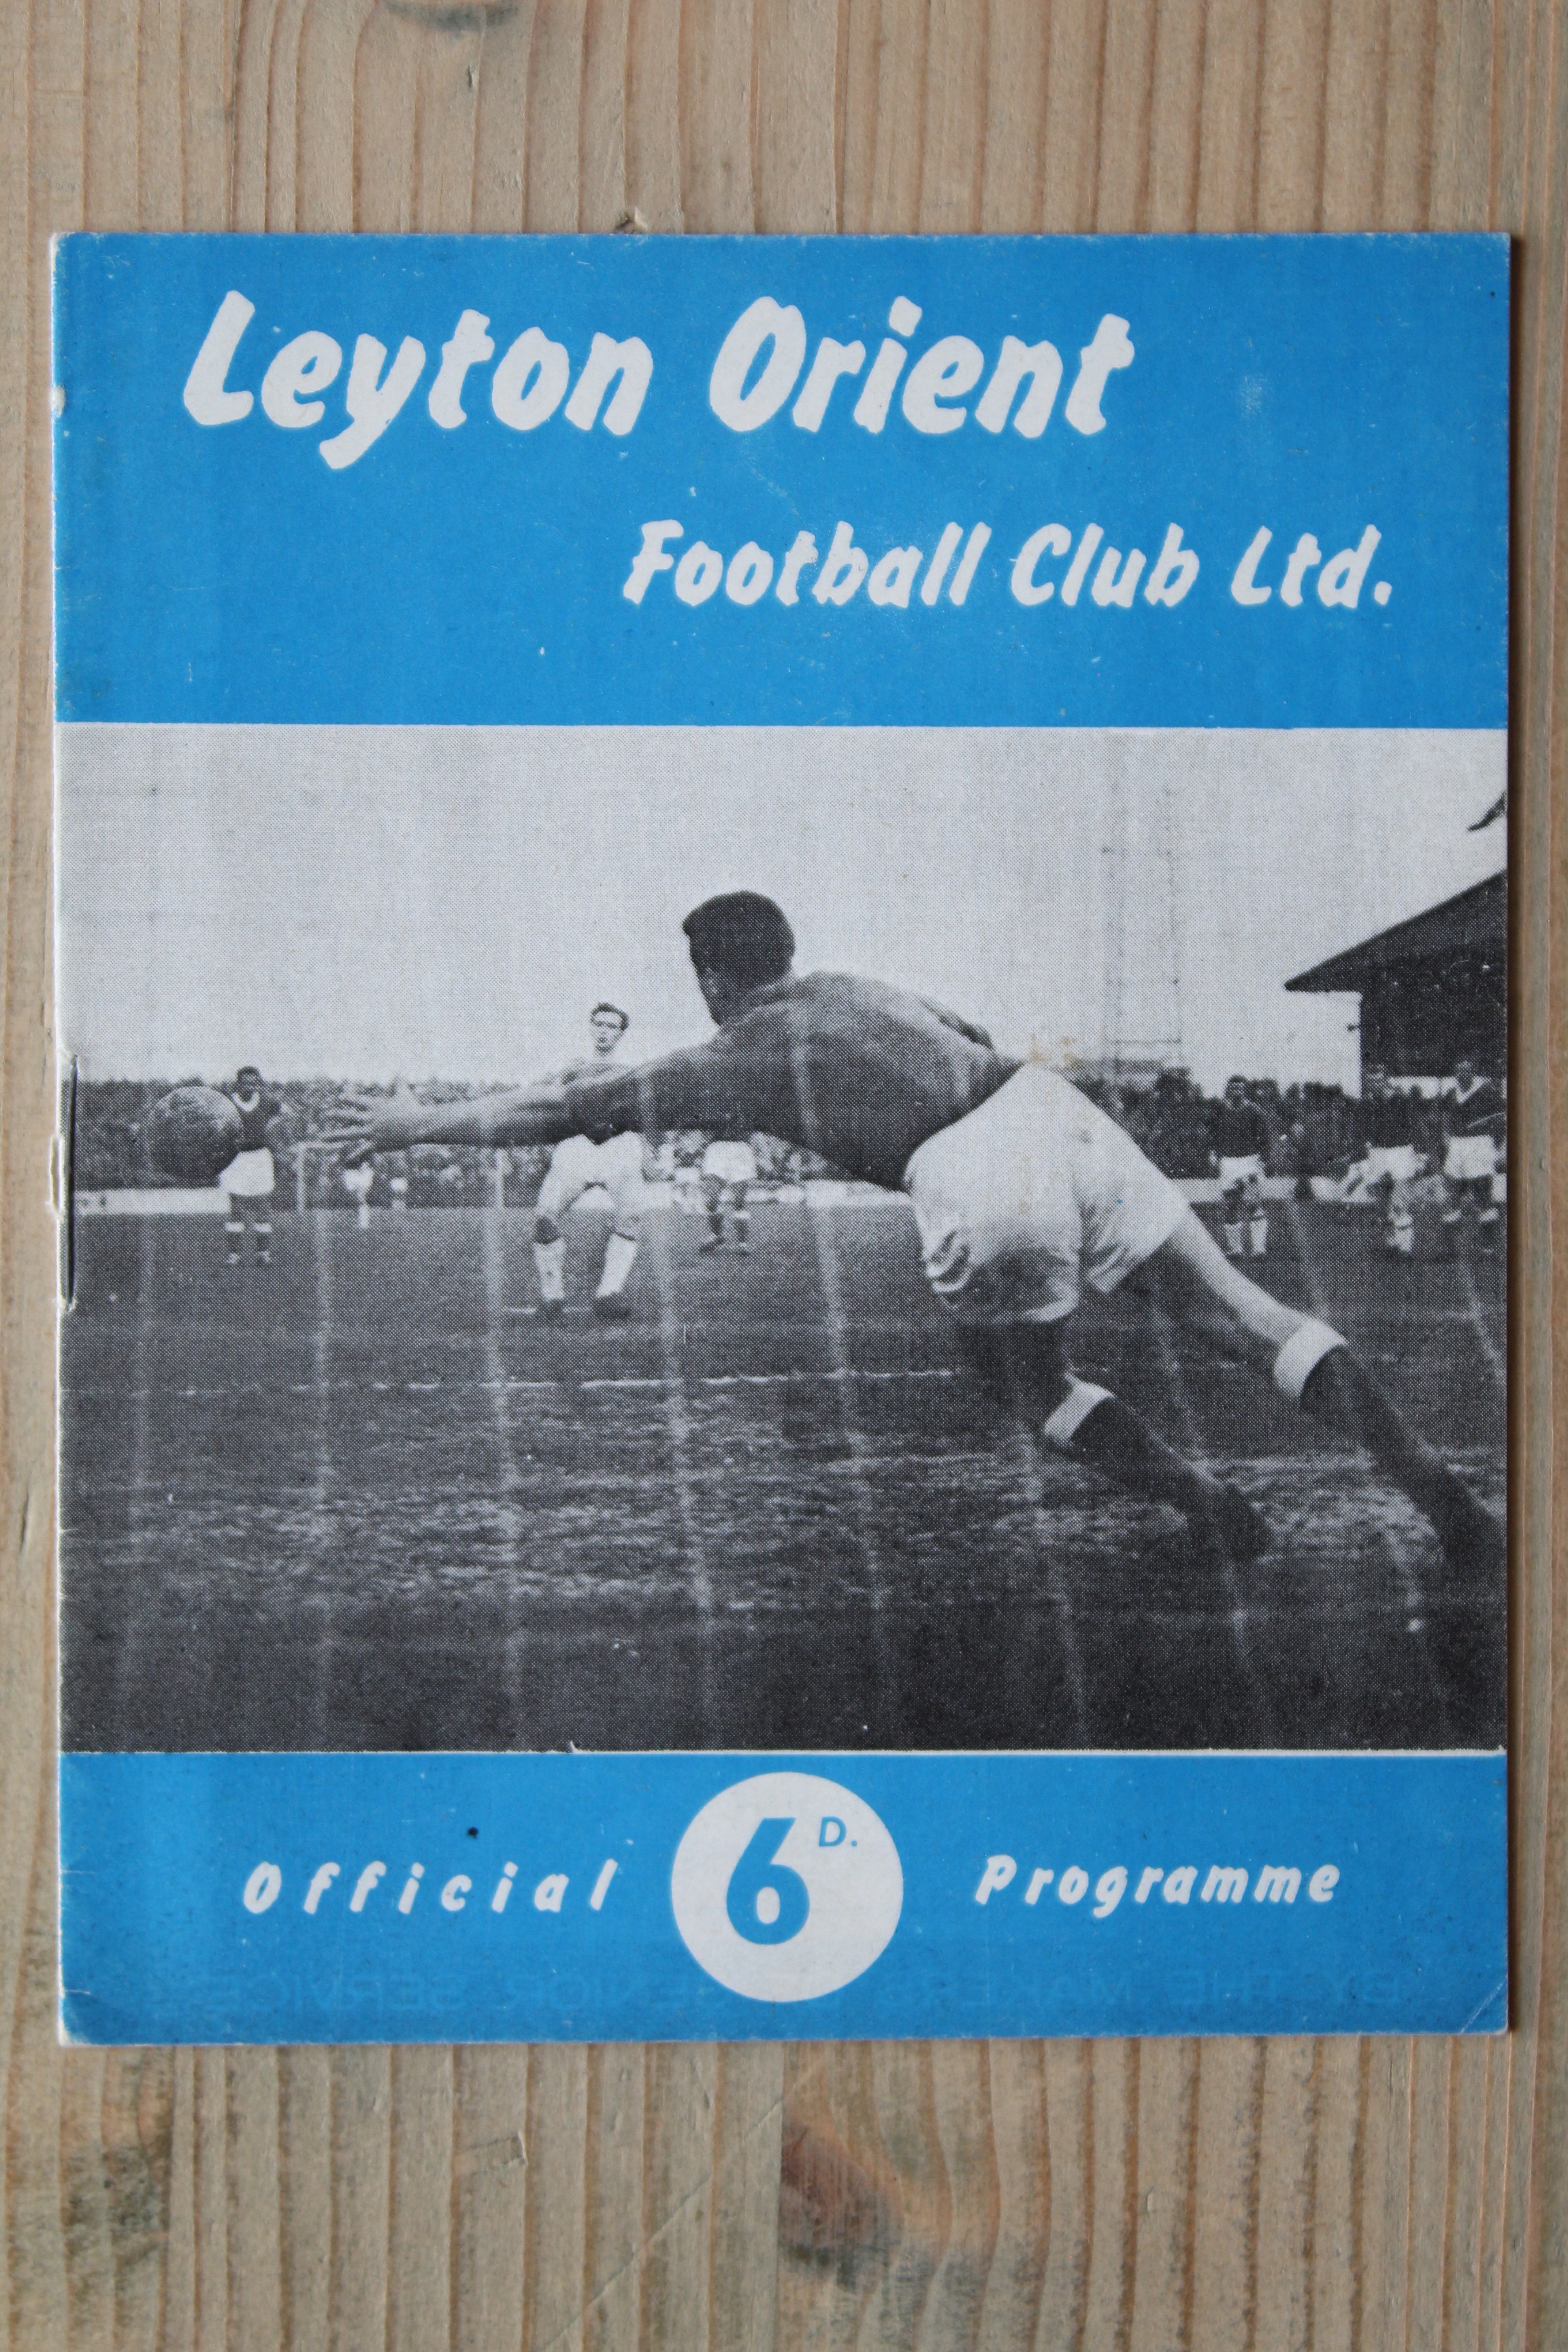 Leyton Orient
Football Club Ltd.
Official 6D. Programme